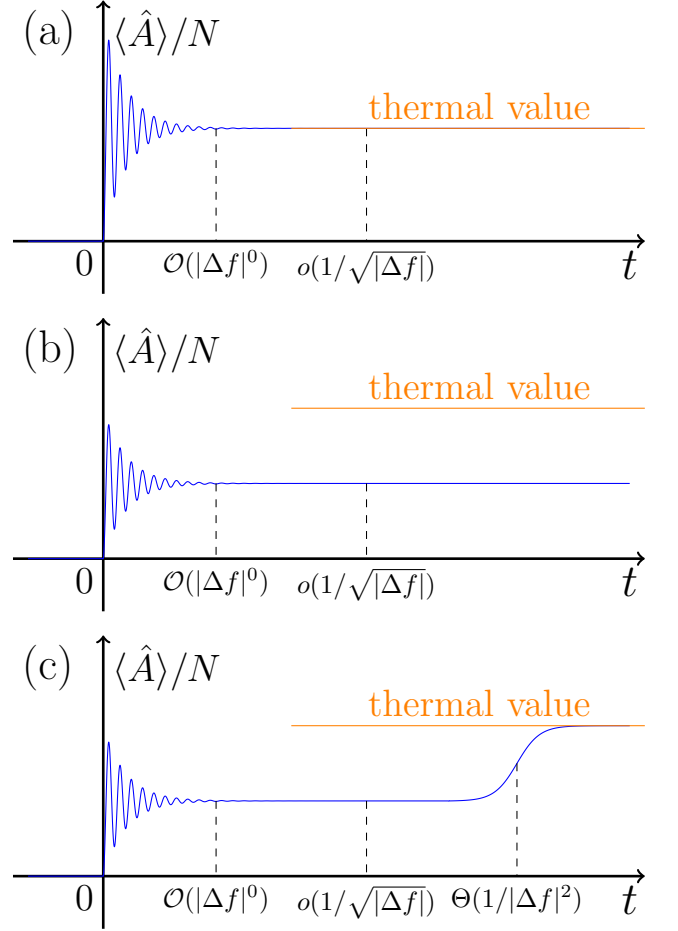 (a) ⟨Â⟩/N
thermal value
0 𝒪(|Δf|⁰) o(1/√|Δf|) t
(b) ⟨Â⟩/N
thermal value
0 𝒪(|Δf|⁰) o(1/√|Δf|) t
(c) ⟨Â⟩/N
thermal value
0 𝒪(|Δf|⁰) o(1/√|Δf|) Θ(1/|Δf|²) t